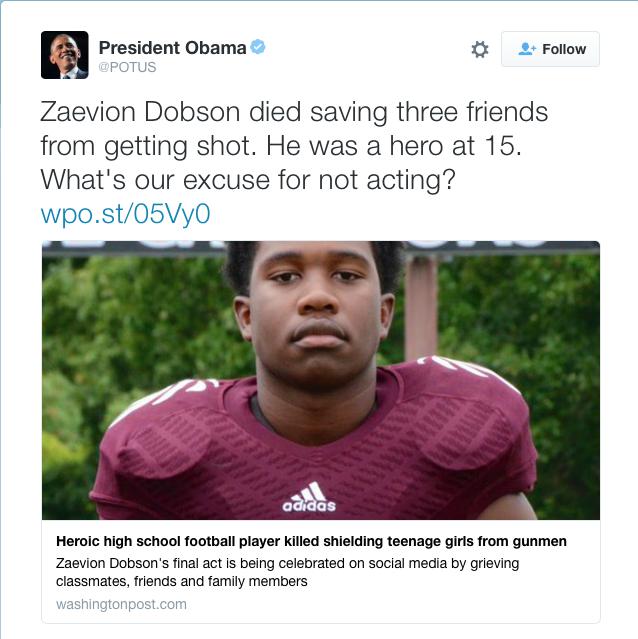 President Obama
@POTUS
Follow
Zaevion Dobson died saving three friends
from getting shot. He was a hero at 15.
What's our excuse for not acting?
wpo.st/05Vy0
adidas
Heroic high school football player killed shielding teenage girls from gunmen
Zaevion Dobson's final act is being celebrated on social media by grieving
classmates, friends and family members
washingtonpost.com